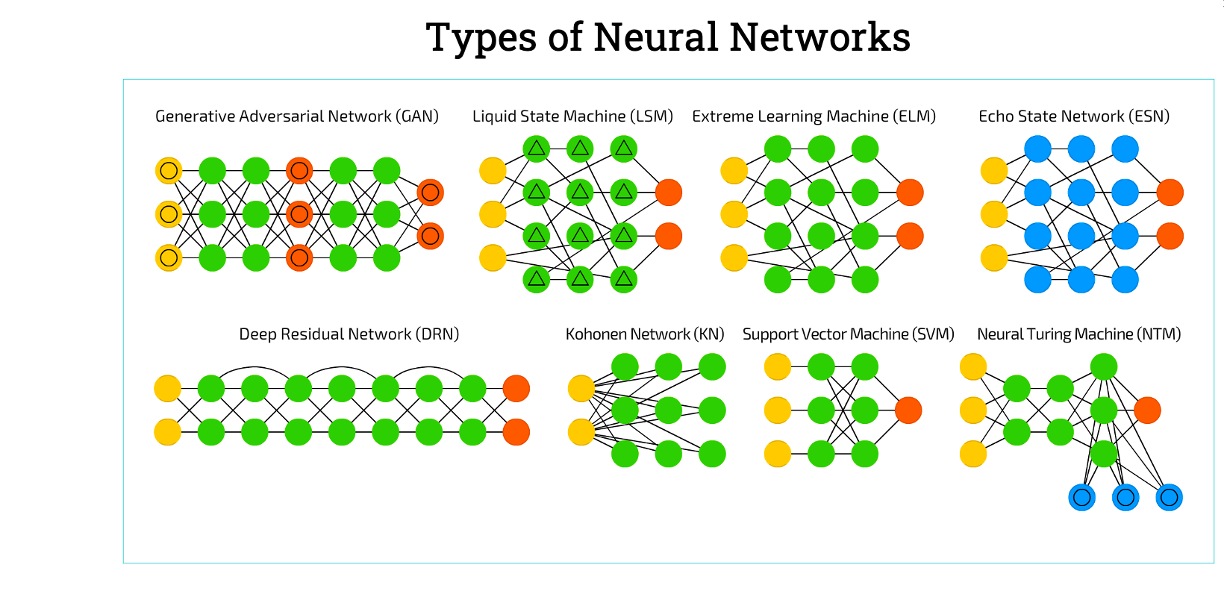 Types of Neural Networks
Generative Adversarial Network (GAN)
Liquid State Machine (LSM)
Extreme Learning Machine (ELM)
Echo State Network (ESN)
Deep Residual Network (DRN)
Kohonen Network (KN)
Support Vector Machine (SVM)
Neural Turing Machine (NTM)